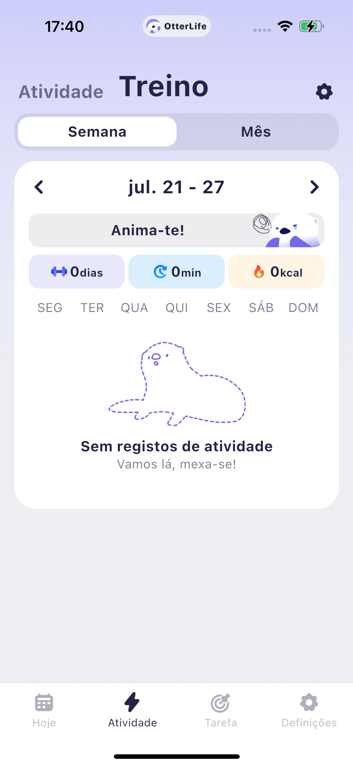 17:40
OtterLife
Atividade Treino
Semana Mês
jul. 21 - 27
Anima-te!
0dias 0min 0kcal
SEG TER QUA QUI SEX SÁB DOM
Sem registos de atividade
Vamos lá, mexa-se!
Hoje Atividade Tarefa Definições